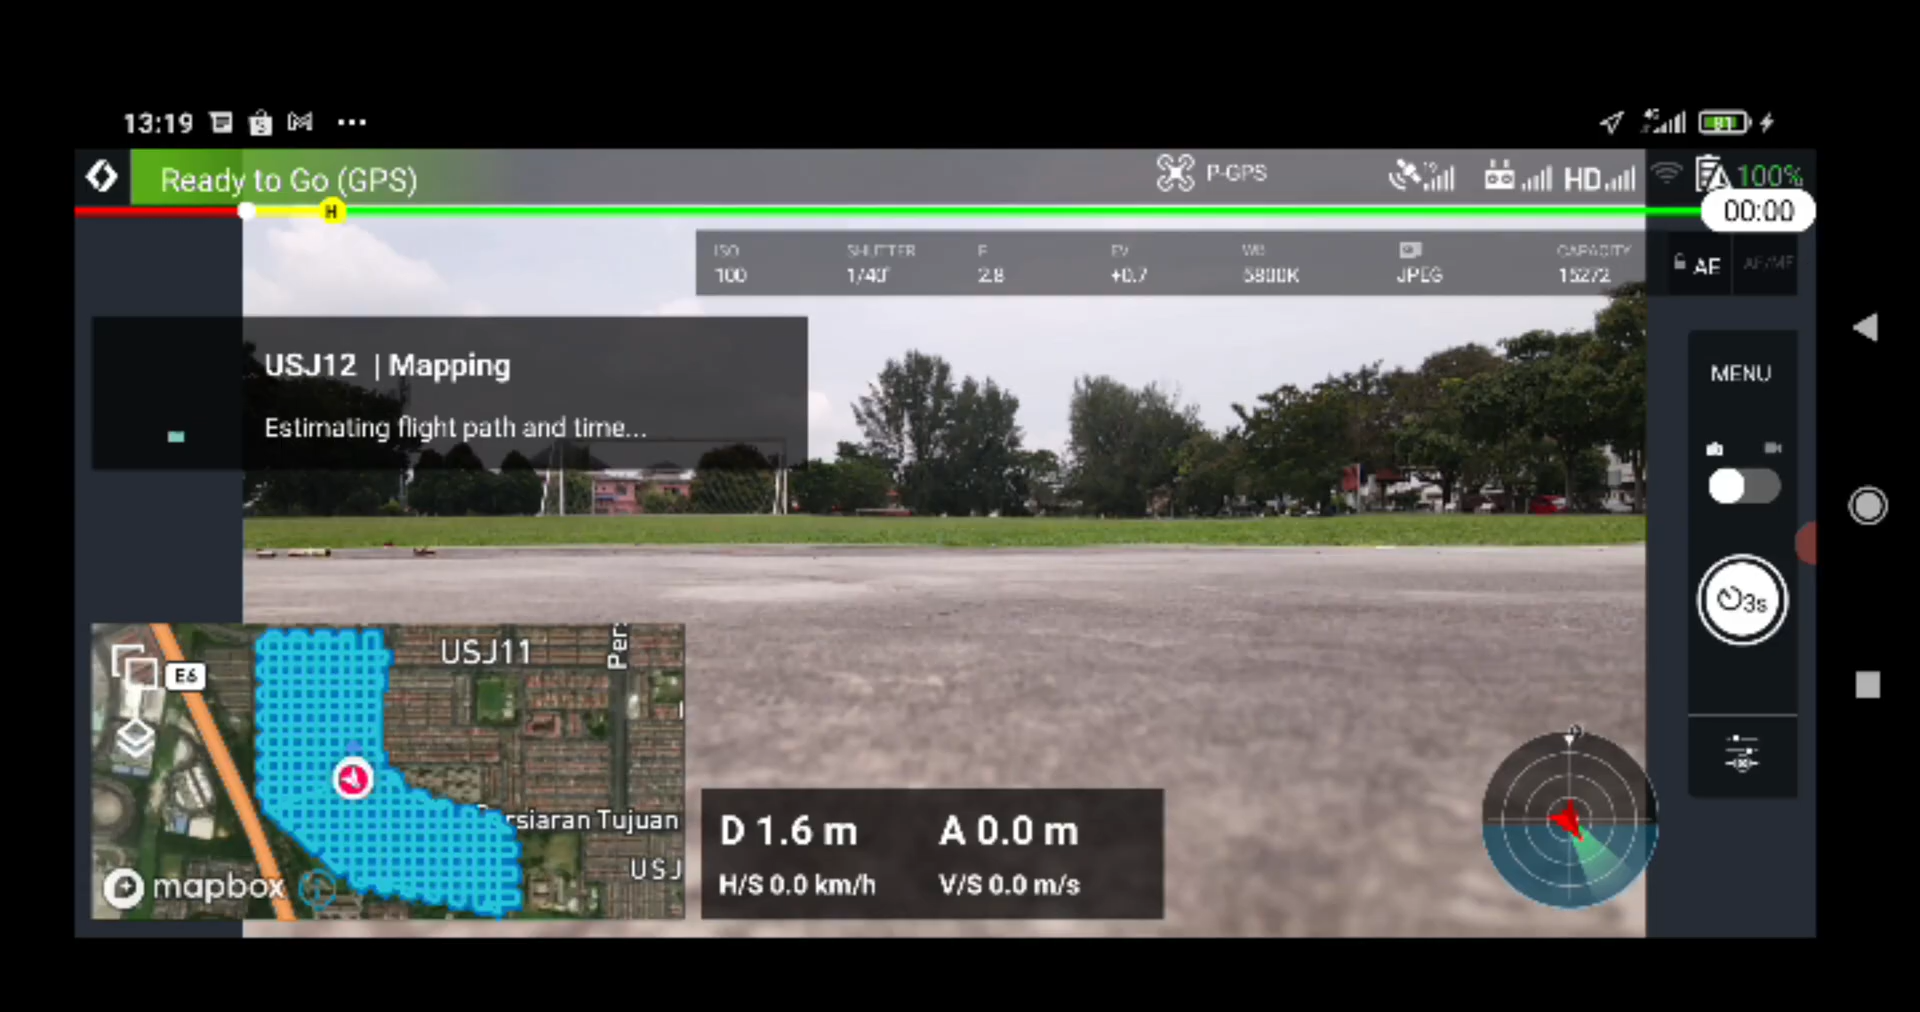 13:19
81
Ready to Go (GPS)
P-GPS
HD
100%
H
00:00
ISO
SHUTTER
F
EV
WB
CAPACITY
100
1/40
2.8
+0.7
5800K
JPEG
15272
AE
AF/MF
USJ12 | Mapping
Estimating flight path and time...
MENU
3s
E6
USJ11
Per
rsiaran Tujuan
USJ
mapbox
D 1.6 m
A 0.0 m
H/S 0.0 km/h
V/S 0.0 m/s